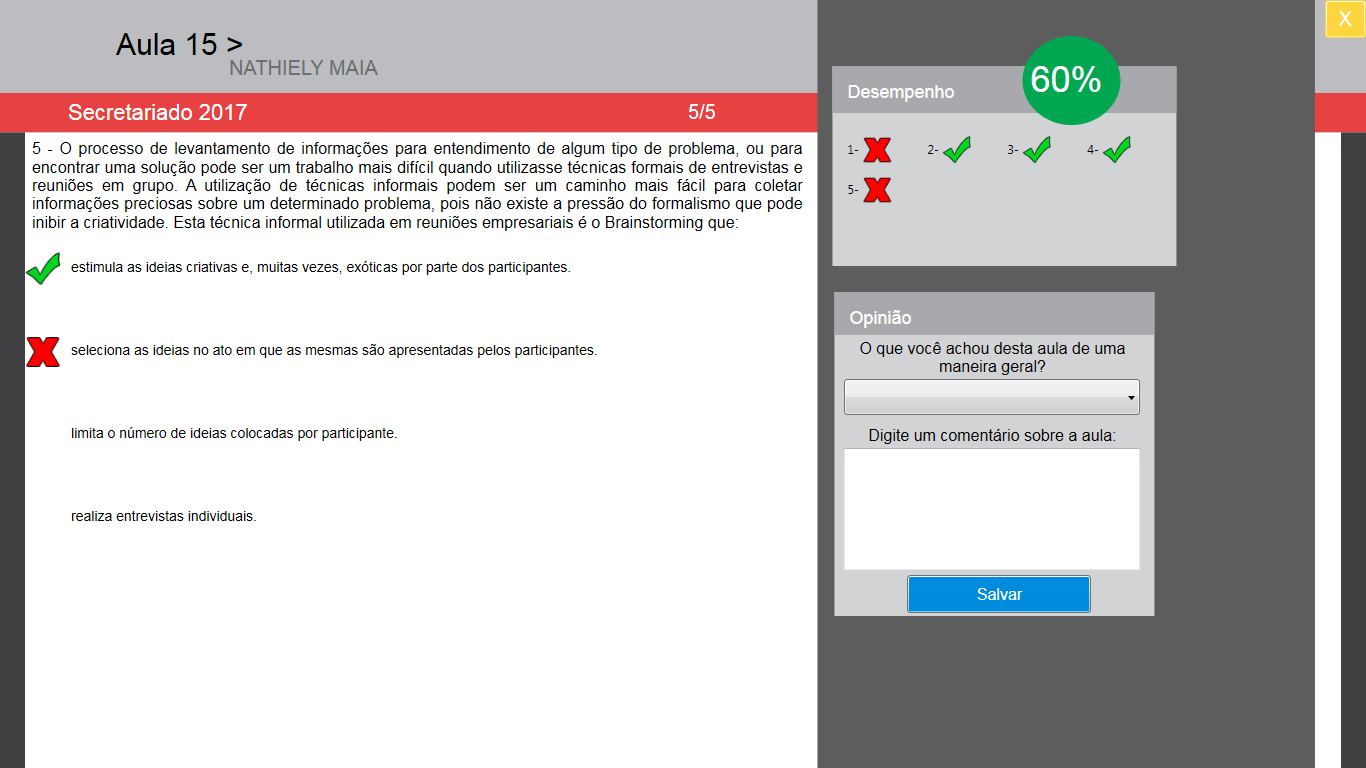 Aula 15 >
NATHIELY MAIA
Secretariado 2017
5/5
5 - O processo de levantamento de informações para entendimento de algum tipo de problema, ou para
encontrar uma solução pode ser um trabalho mais difícil quando utilizasse técnicas formais de entrevistas e
reuniões em grupo. A utilização de técnicas informais podem ser um caminho mais fácil para coletar
informações preciosas sobre um determinado problema, pois não existe a pressão do formalismo que pode
inibir a criatividade. Esta técnica informal utilizada em reuniões empresariais é o Brainstorming que:
estimula as ideias criativas e, muitas vezes, exóticas por parte dos participantes.
seleciona as ideias no ato em que as mesmas são apresentadas pelos participantes.
limita o número de ideias colocadas por participante.
realiza entrevistas individuais.
X
60%
Desempenho
1- 2- 3- 4-
5-
Opinião
O que você achou desta aula de uma
maneira geral?
Digite um comentário sobre a aula:
Salvar